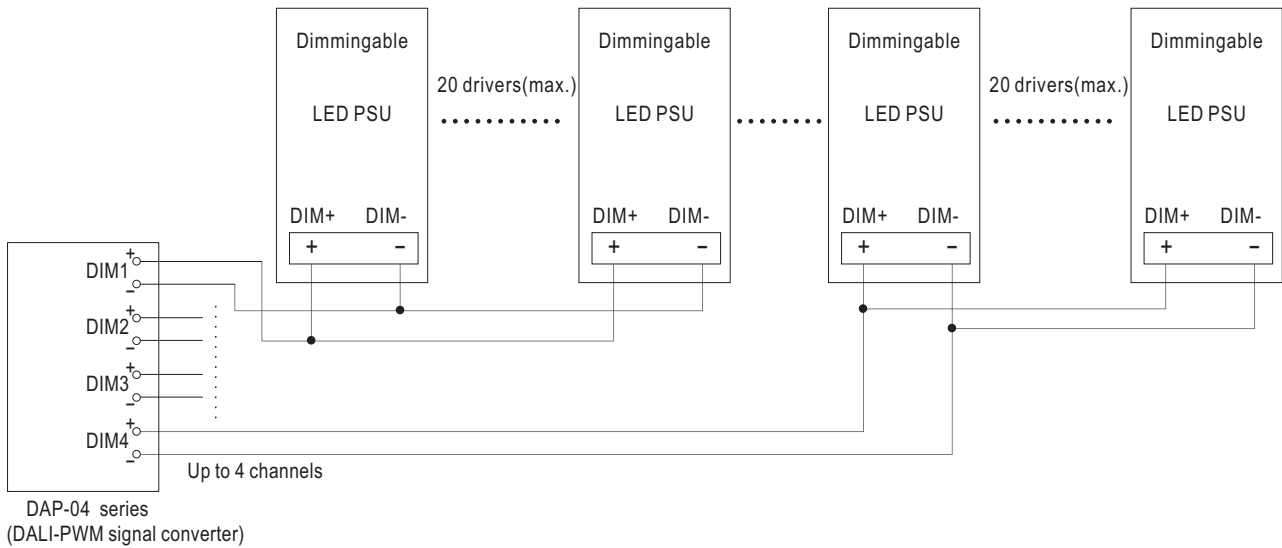 Dimmingable
Dimmingable
Dimmingable
Dimmingable
20 drivers(max.)
20 drivers(max.)
LED PSU
LED PSU
LED PSU
LED PSU
DIM+ DIM-
DIM+ DIM-
DIM+ DIM-
DIM+ DIM-
+ −
+ −
+ −
+ −
+
DIM1
−
+
DIM2
−
+
DIM3
−
+
DIM4
−
Up to 4 channels
DAP-04 series
(DALI-PWM signal converter)